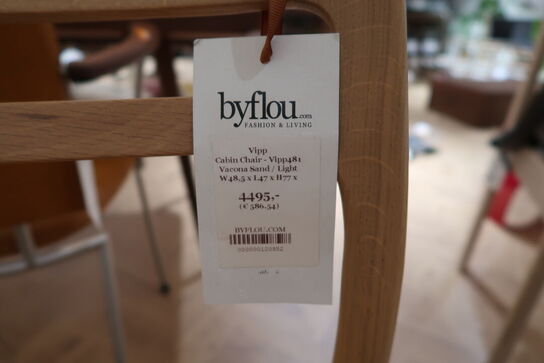 byflou.com
FASHION & LIVING
Vipp
Cabin Chair - Vipp481
Vacona Sand / Light
W48,5 x L47 x H77 x
4495,-
(€ 586.54)
BYFLOU.COM